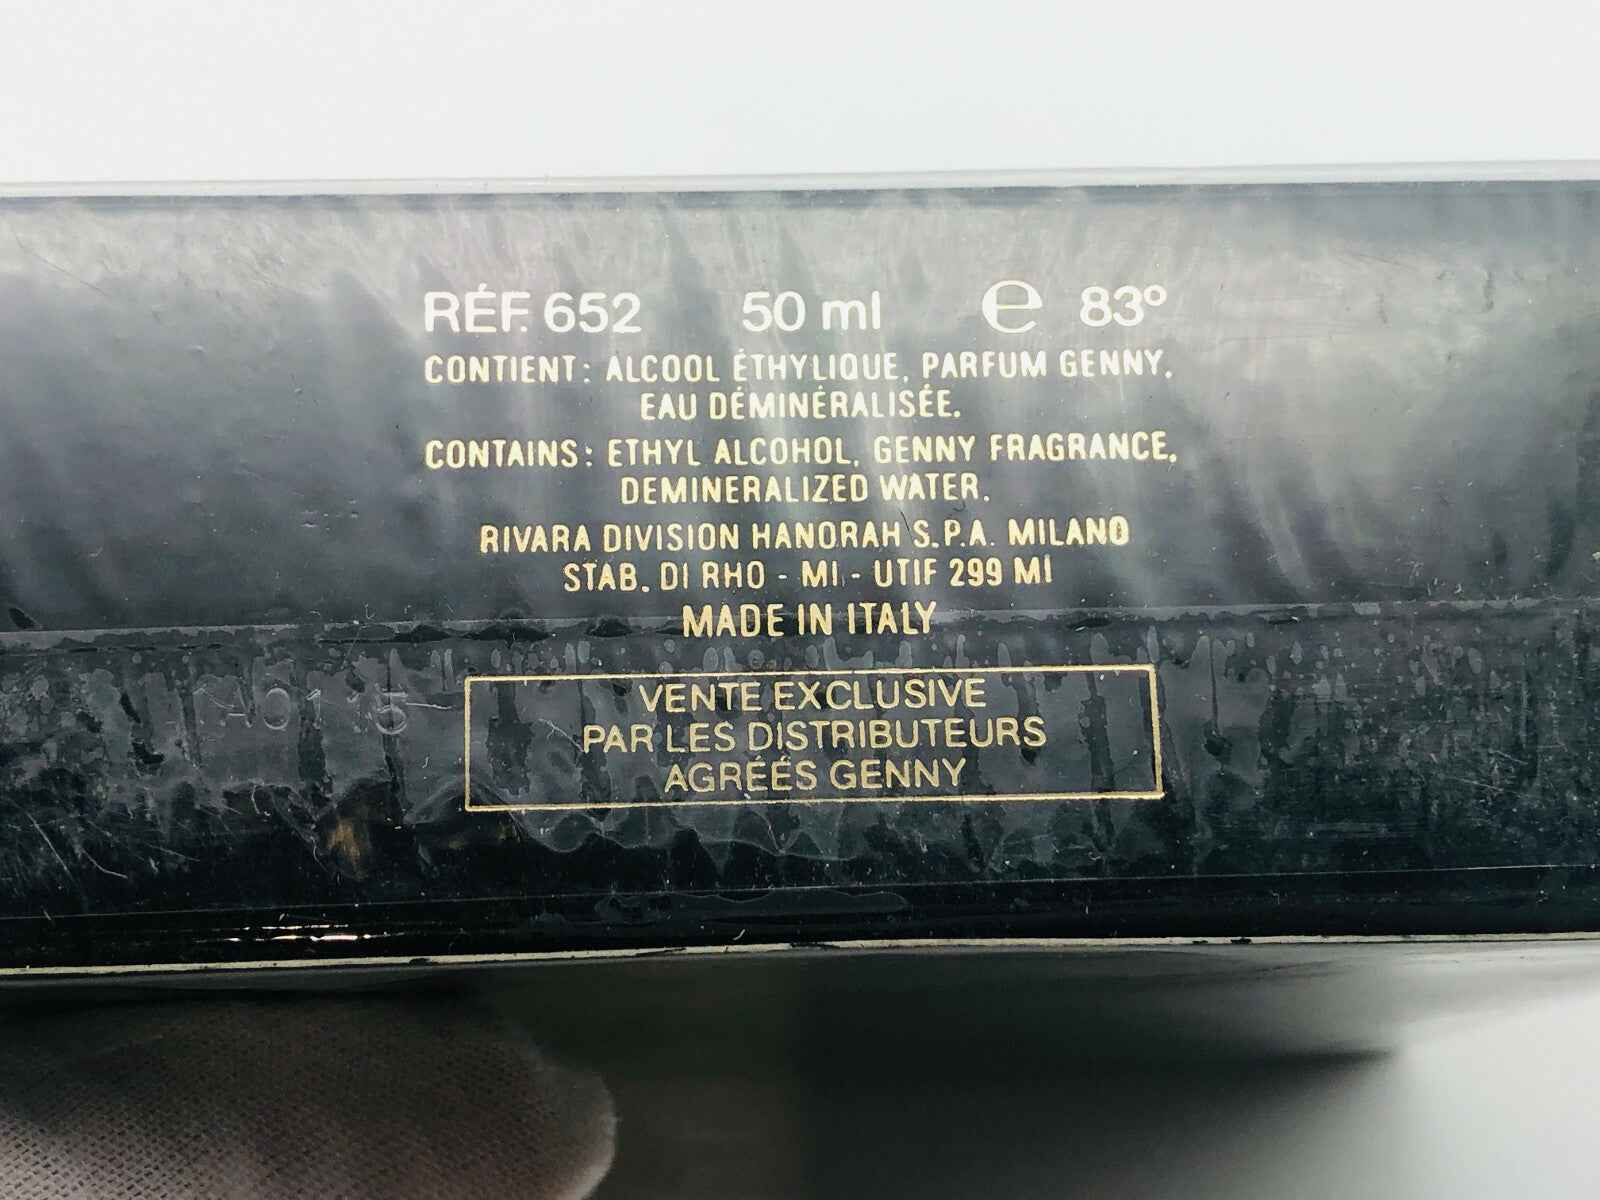 RÉF. 652 50 ml ℮ 83°
CONTIENT: ALCOOL ÉTHYLIQUE, PARFUM GENNY,
EAU DÉMINÉRALISÉE.
CONTAINS: ETHYL ALCOHOL, GENNY FRAGRANCE,
DEMINERALIZED WATER.
RIVARA DIVISION HANORAH S.P.A. MILANO
STAB. DI RHO - MI - UTIF 299 MI
MADE IN ITALY
VENTE EXCLUSIVE
PAR LES DISTRIBUTEURS
AGRÉÉS GENNY